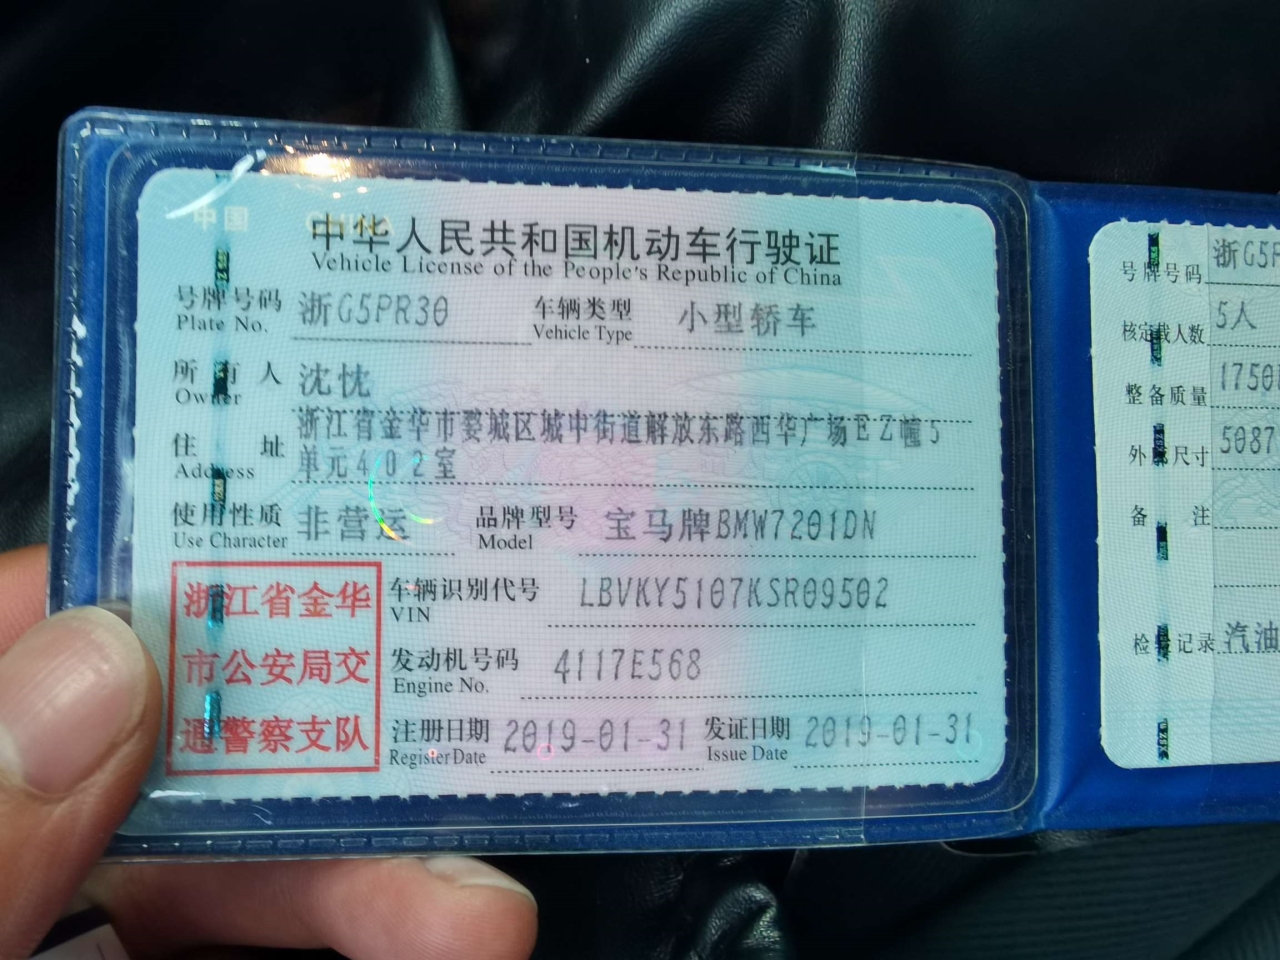 中国 CHINA
中华人民共和国机动车行驶证
Vehicle License of the People's Republic of China
号牌号码 浙G5PR30 车辆类型 小型轿车
Plate No. Vehicle Type
所有人 沈忱
Owner
浙江省金华市婺城区城中街道解放东路西华广场EZ幢5
住址 单元402室
Address
使用性质 非营运 品牌型号 宝马牌BMW7201DN
Use Character Model
浙江省金华
市公安局交
通警察支队
车辆识别代号 LBVKY5107KSR09502
VIN
发动机号码 4117E568
Engine No.
注册日期 2019-01-31 发证日期 2019-01-31
Register Date Issue Date
号牌号码 浙G5
核定载人数 5人
整备质量 1750
外廓尺寸 5087
备注
检验记录 汽油